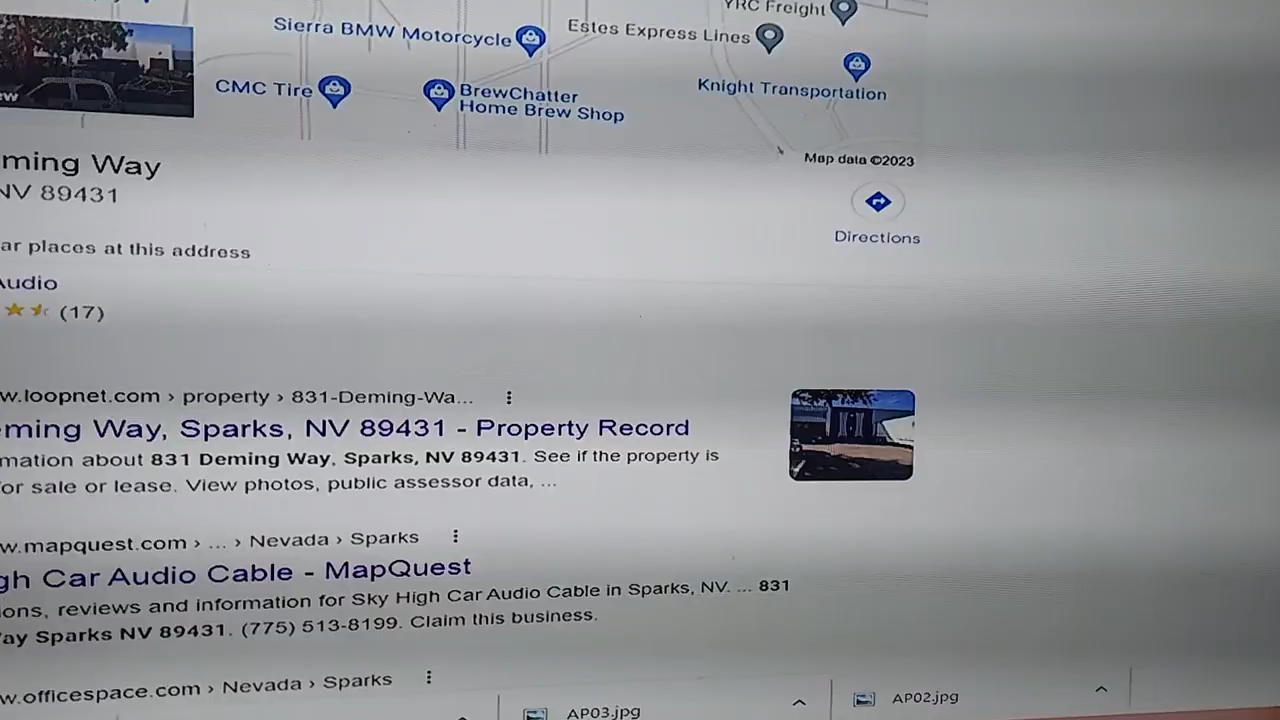 YRC Freight
Sierra BMW Motorcycle
Estes Express Lines
CMC Tire
BrewChatter
Home Brew Shop
Knight Transportation
ew
Map data ©2023
ming Way
NV 89431
Directions
ar places at this address
Audio
(17)
w.loopnet.com › property › 831-Deming-Wa...
eming Way, Sparks, NV 89431 - Property Record
mation about 831 Deming Way, Sparks, NV 89431. See if the property is
or sale or lease. View photos, public assessor data, ...
w.mapquest.com › ... › Nevada › Sparks
gh Car Audio Cable - MapQuest
ions, reviews and information for Sky High Car Audio Cable in Sparks, NV. ... 831
ay Sparks NV 89431. (775) 513-8199. Claim this business.
w.officespace.com › Nevada › Sparks
AP03.jpg
AP02.jpg